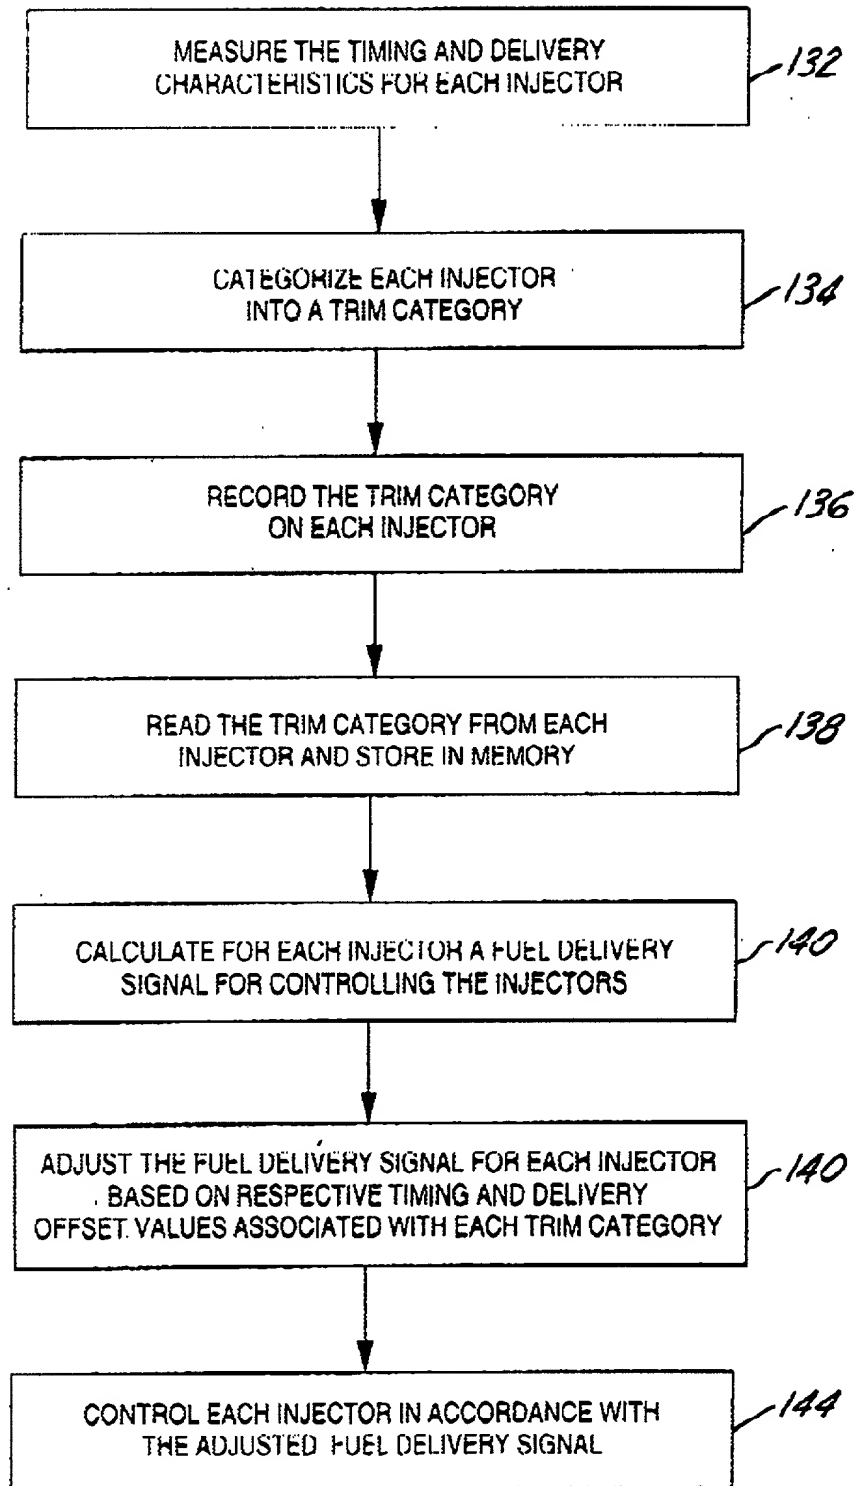 MEASURE THE TIMING AND DELIVERY
CHARACTERISTICS FOR EACH INJECTOR
132
CATEGORIZE EACH INJECTOR
INTO A TRIM CATEGORY
134
RECORD THE TRIM CATEGORY
ON EACH INJECTOR
136
READ THE TRIM CATEGORY FROM EACH
INJECTOR AND STORE IN MEMORY
138
CALCULATE FOR EACH INJECTOR A FUEL DELIVERY
SIGNAL FOR CONTROLLING THE INJECTORS
140
ADJUST THE FUEL DELIVERY SIGNAL FOR EACH INJECTOR
BASED ON RESPECTIVE TIMING AND DELIVERY
OFFSET VALUES ASSOCIATED WITH EACH TRIM CATEGORY
140
CONTROL EACH INJECTOR IN ACCORDANCE WITH
THE ADJUSTED FUEL DELIVERY SIGNAL
144